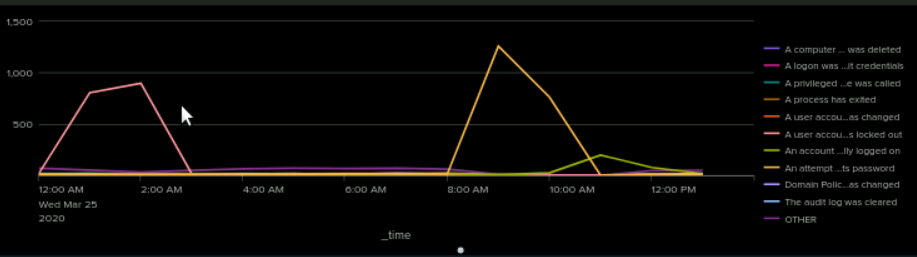 1,500
1,000
500
12:00 AM 2:00 AM 4:00 AM 6:00 AM 8:00 AM 10:00 AM 12:00 PM
Wed Mar 25
2020
_time
A computer ... was deleted
A logon was ...it credentials
A privileged ...e was called
A process has exited
A user accou...as changed
A user accou...s locked out
An account ...lly logged on
An attempt ...ts password
Domain Polic...as changed
The audit log was cleared
OTHER